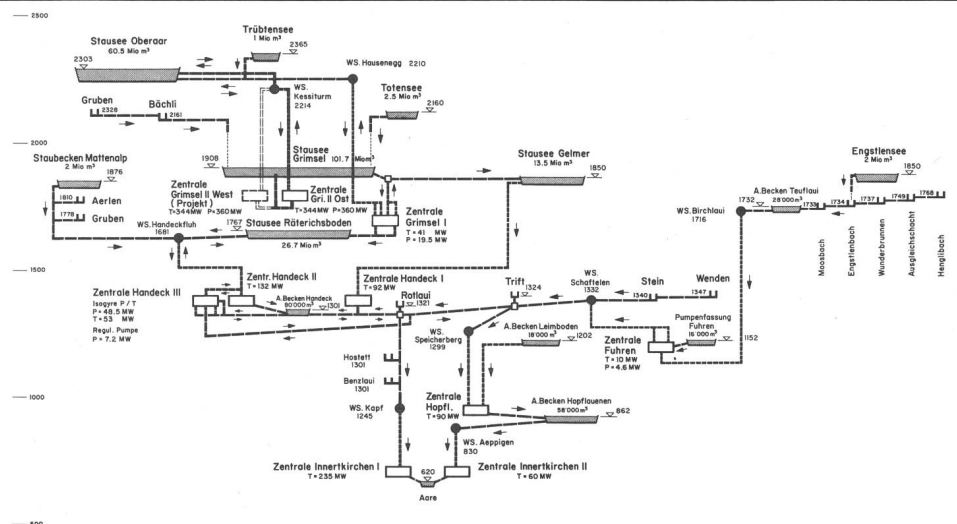 2500
Trübtensee
1 Mio m³
2365
Stausee Oberaar
60.5 Mio m³
2303
WS. Hausenegg 2210
WS.
Kessiturm
2214
Totensee
2.5 Mio m³
2160
Gruben
2328
Bächli
2161
2000
Stausee
Grimsel 101.7 Mio m³
1908
Staubecken Mattenalp
2 Mio m³
1876
1810 Aerlen
1778 Gruben
Stausee Gelmer
13.5 Mio m³
1850
Engstlensee
2 Mio m³
1850
Zentrale
Grimsel II West
(Projekt)
T=344MW P=360MW
Zentrale
Gri. II Ost
T=344MW P=360MW
Zentrale
Grimsel I
T = 41 MW
P = 19.5 MW
WS. Handeckfluh
1681
1767
Stausee Räterichsboden
26.7 Mio m³
1732
A.Becken Teuflaui
28'000 m³
1733
1734
1737
1749
1768
WS. Birchlaui
1716
Moosbach
Engstlenbach
Wunderbrunnen
Ausgleichschacht
Henglibach
1500
Zentr. Handeck II
T = 132 MW
Zentrale Handeck III
Isogyre P / T
P = 48.5 MW
T = 53 MW
Regul. Pumpe
P = 7.2 MW
A.Becken Handeck
80'000 m³
1301
Zentrale Handeck I
T = 92 MW
Rotlaui
1321
Trift
1324
WS.
Schaftelen
1332
Stein
1340
Wenden
1347
WS.
Speicherberg
1299
A.Becken Leimboden
18'000 m³
1202
Pumpenfassung
Fuhren
16 000 m³
1152
Zentrale
Fuhren
T = 10 MW
P = 4.6 MW
Hostett
1301
Benzlaui
1301
1000
WS. Kapf
1245
Zentrale
Hopfl.
T = 90 MW
A.Becken Hopflauenen
58'000 m³
862
WS. Aeppigen
830
Zentrale Innertkirchen I
T = 235 MW
620
Aare
Zentrale Innertkirchen II
T = 60 MW
500